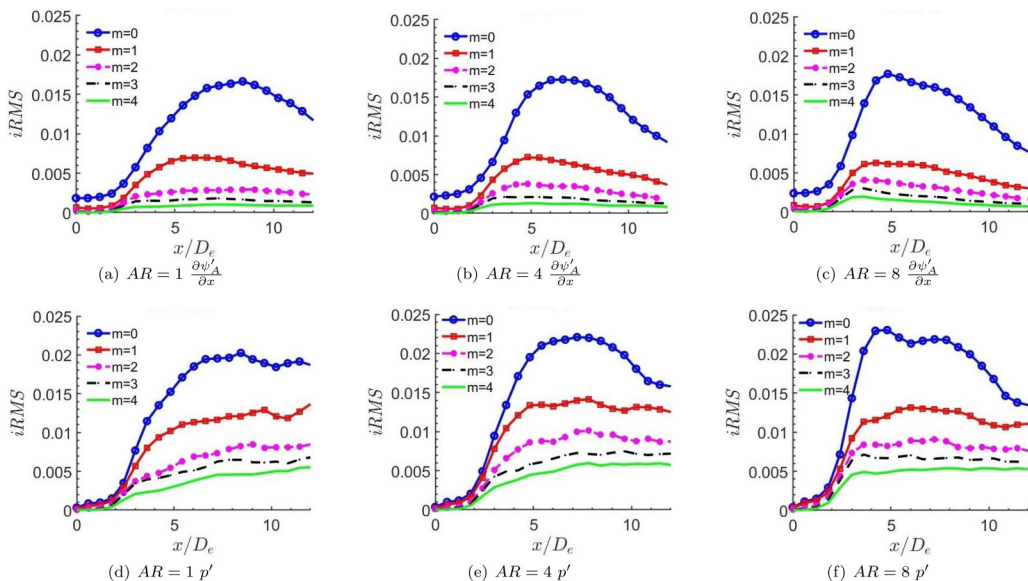 0.025
0.02
0.015
0.01
0.005
0
iRMS
m=0
m=1
m=2
m=3
m=4
0 5 10
x/D_e
(a) AR = 1 ∂ψ′_A/∂x
0.025
0.02
0.015
0.01
0.005
0
iRMS
m=0
m=1
m=2
m=3
m=4
0 5 10
x/D_e
(b) AR = 4 ∂ψ′_A/∂x
0.025
0.02
0.015
0.01
0.005
0
iRMS
m=0
m=1
m=2
m=3
m=4
0 5 10
x/D_e
(c) AR = 8 ∂ψ′_A/∂x
0.025
0.02
0.015
0.01
0.005
0
iRMS
m=0
m=1
m=2
m=3
m=4
0 5 10
x/D_e
(d) AR = 1 p′
0.025
0.02
0.015
0.01
0.005
0
iRMS
m=0
m=1
m=2
m=3
m=4
0 5 10
x/D_e
(e) AR = 4 p′
0.025
0.02
0.015
0.01
0.005
0
iRMS
m=0
m=1
m=2
m=3
m=4
0 5 10
x/D_e
(f) AR = 8 p′